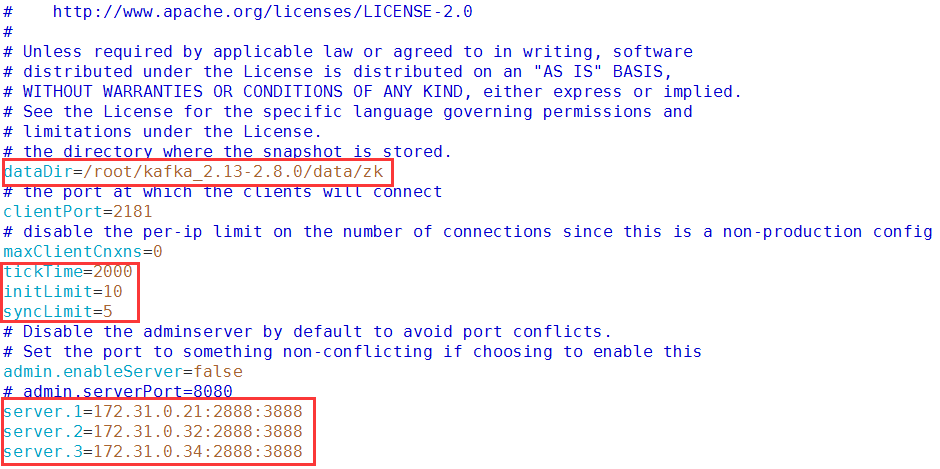 #    http://www.apache.org/licenses/LICENSE-2.0
#
# Unless required by applicable law or agreed to in writing, software
# distributed under the License is distributed on an "AS IS" BASIS,
# WITHOUT WARRANTIES OR CONDITIONS OF ANY KIND, either express or implied.
# See the License for the specific language governing permissions and
# limitations under the License.
# the directory where the snapshot is stored.
dataDir=/root/kafka_2.13-2.8.0/data/zk
# the port at which the clients will connect
clientPort=2181
# disable the per-ip limit on the number of connections since this is a non-production config
maxClientCnxns=0
tickTime=2000
initLimit=10
syncLimit=5
# Disable the adminserver by default to avoid port conflicts.
# Set the port to something non-conflicting if choosing to enable this
admin.enableServer=false
# admin.serverPort=8080
server.1=172.31.0.21:2888:3888
server.2=172.31.0.32:2888:3888
server.3=172.31.0.34:2888:3888